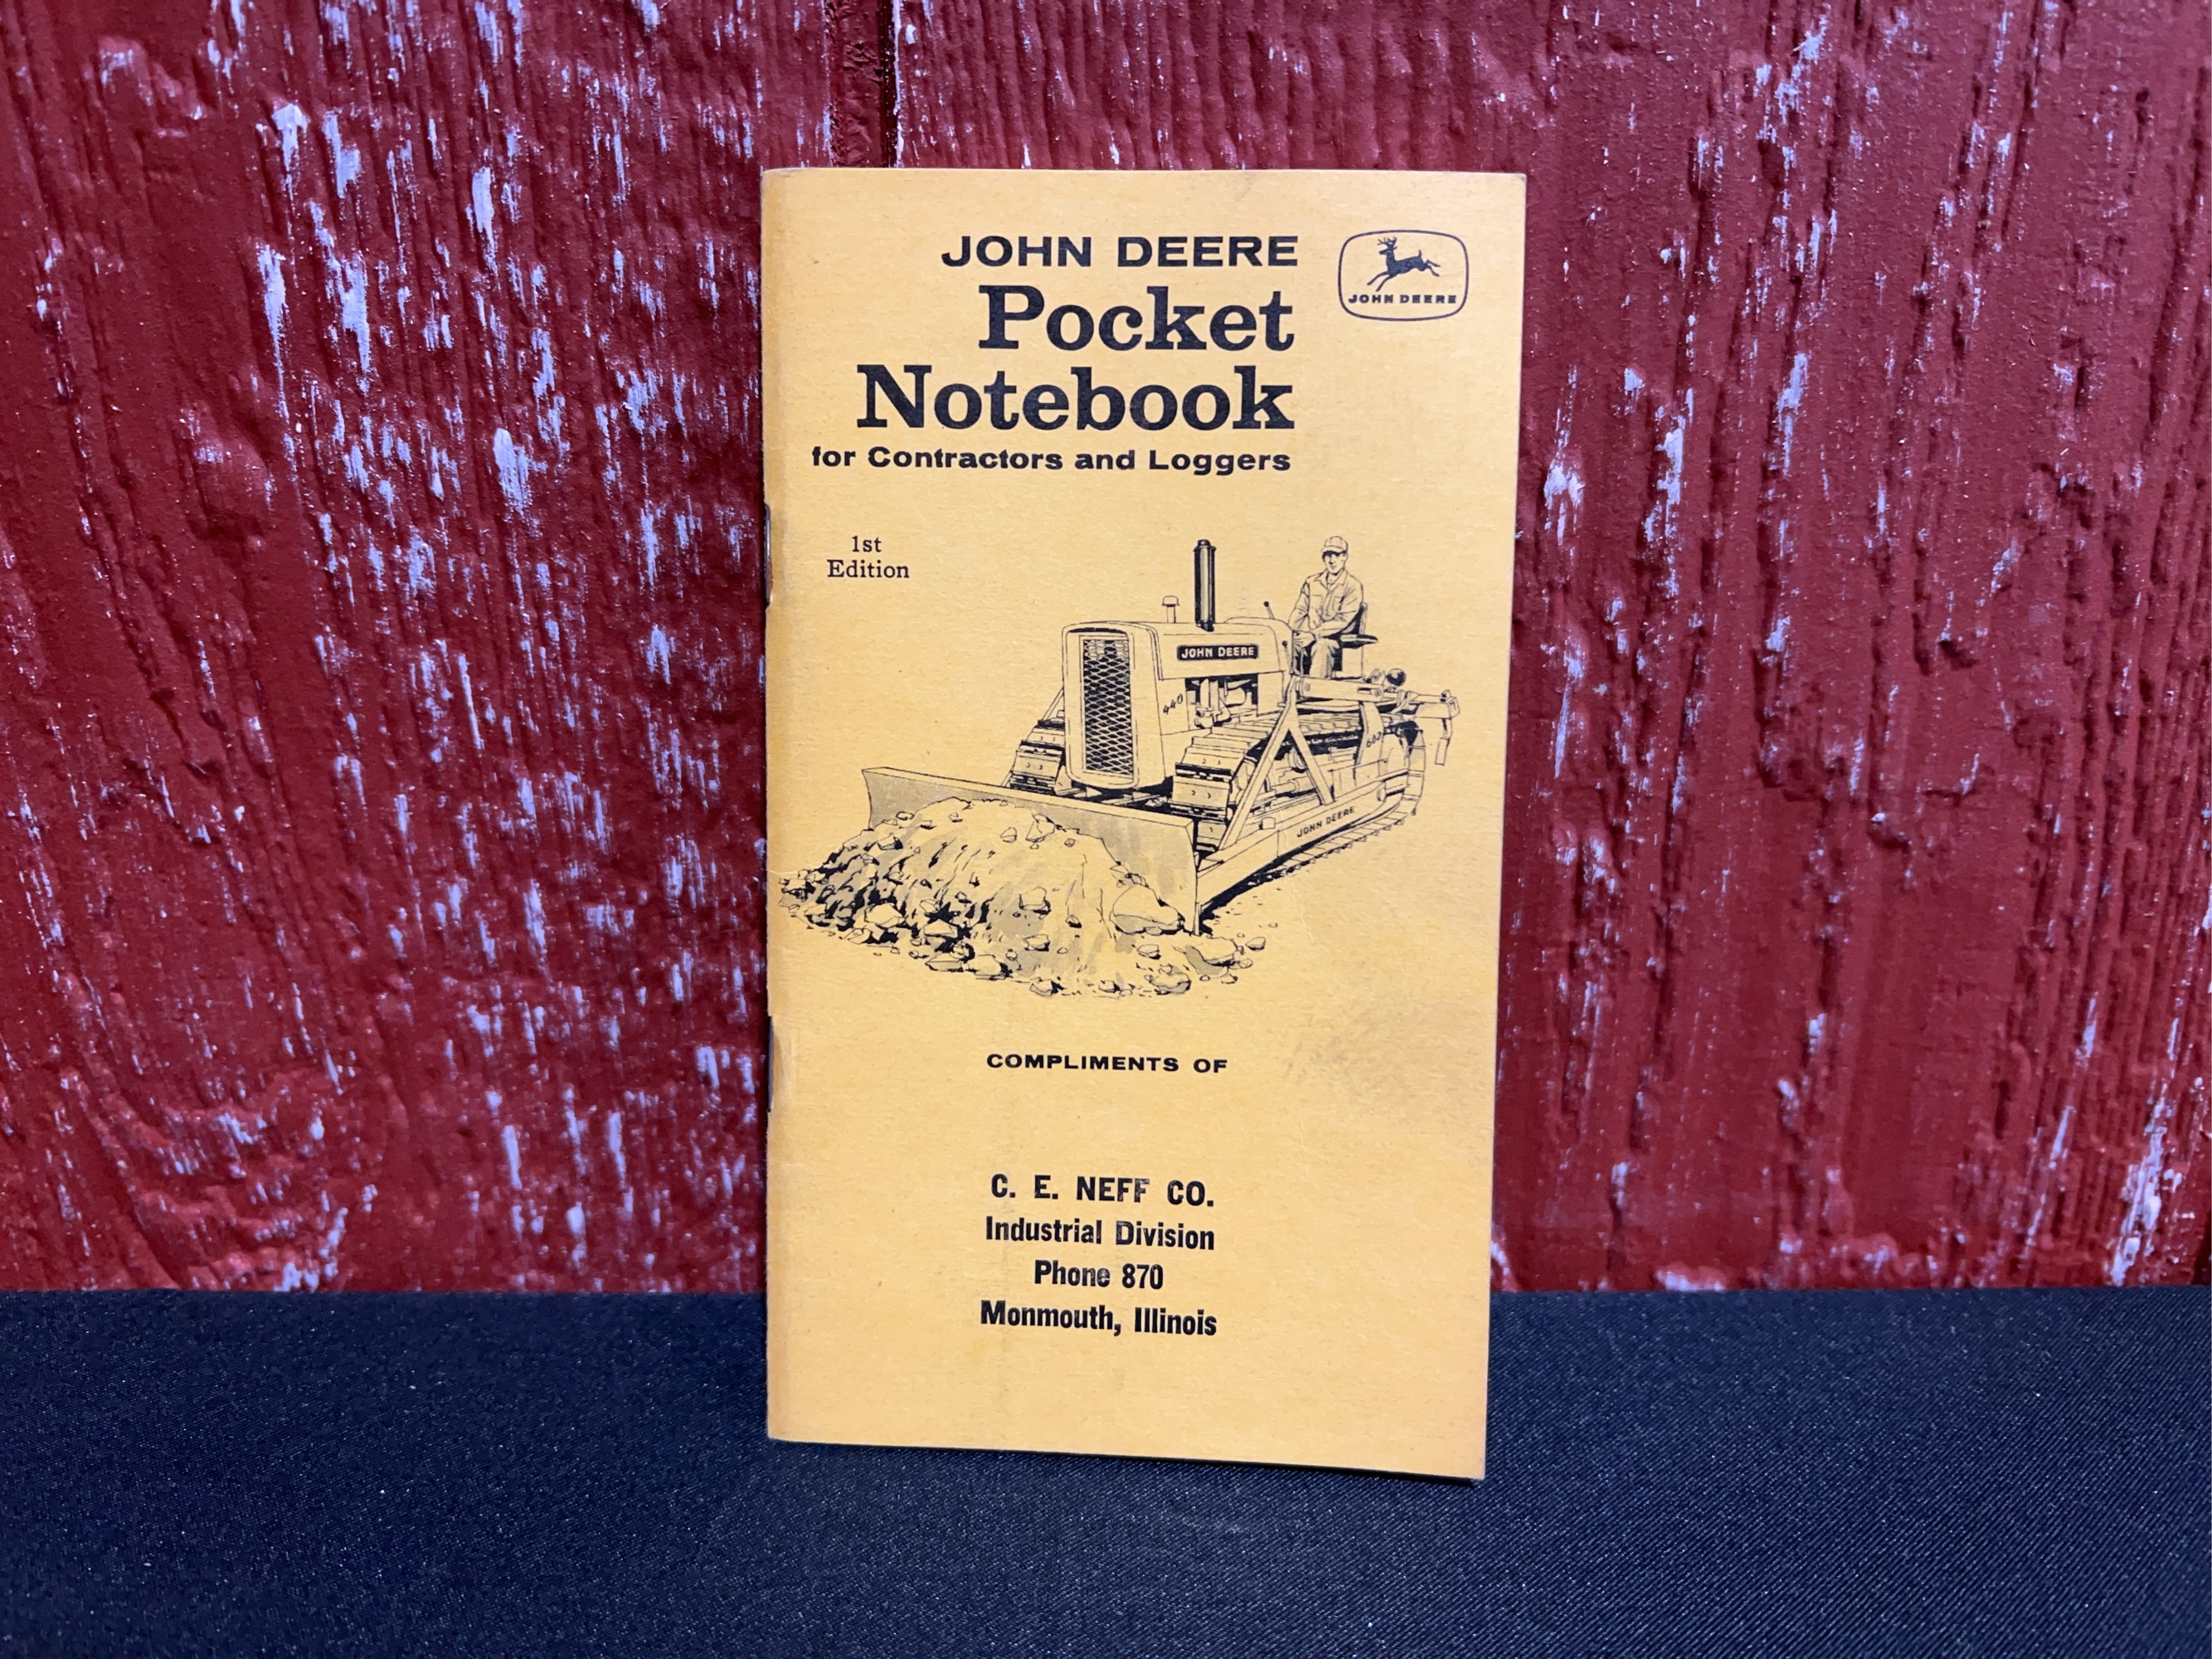 JOHN DEERE
Pocket
Notebook
for Contractors and Loggers
JOHN DEERE
1st
Edition
JOHN DEERE
440
JOHN DEERE
COMPLIMENTS OF
C. E. NEFF CO.
Industrial Division
Phone 870
Monmouth, Illinois